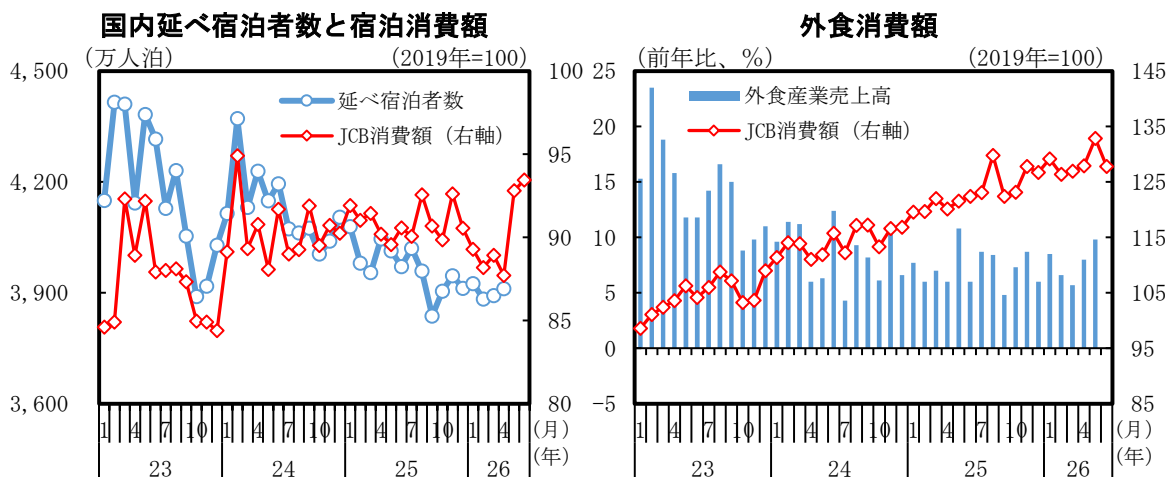 国内延べ宿泊者数と宿泊消費額
(万人泊)
(2019年=100)
4,500
4,200
3,900
3,600
100
95
90
85
80
延べ宿泊者数
JCB消費額（右軸）
1 4 7 10 1 4 7 10 1 4 7 10 1 4
(月)
23 24 25 26
(年)
外食消費額
(前年比、%)
(2019年=100)
25
20
15
10
5
0
-5
145
135
125
115
105
95
85
外食産業売上高
JCB消費額（右軸）
1 4 7 10 1 4 7 10 1 4 7 10 1 4
(月)
23 24 25 26
(年)